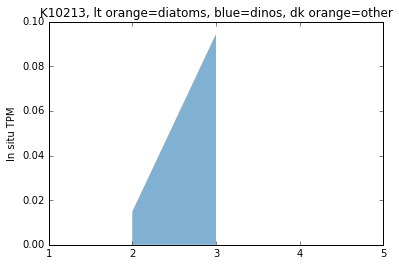 K10213, lt orange=diatoms, blue=dinos, dk orange=other
0.10
0.08
0.06
0.04
0.02
0.00
In situ TPM
1 2 3 4 5